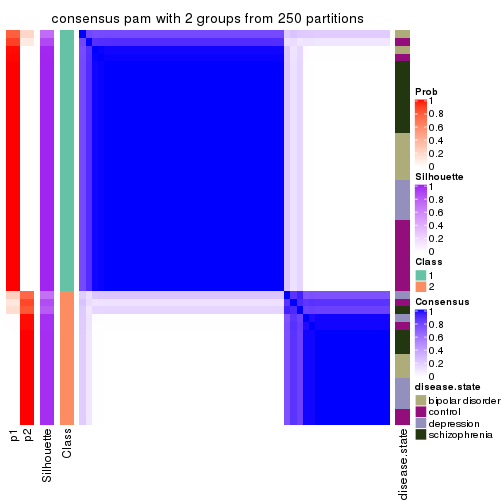 consensus pam with 2 groups from 250 partitions
p1
p2
Silhouette
Class
disease.state
Prob
1
0.8
0.6
0.4
0.2
0
Silhouette
1
0.8
0.6
0.4
0.2
0
Class
1
2
Consensus
1
0.8
0.6
0.4
0.2
0
disease.state
bipolar disorder
control
depression
schizophrenia